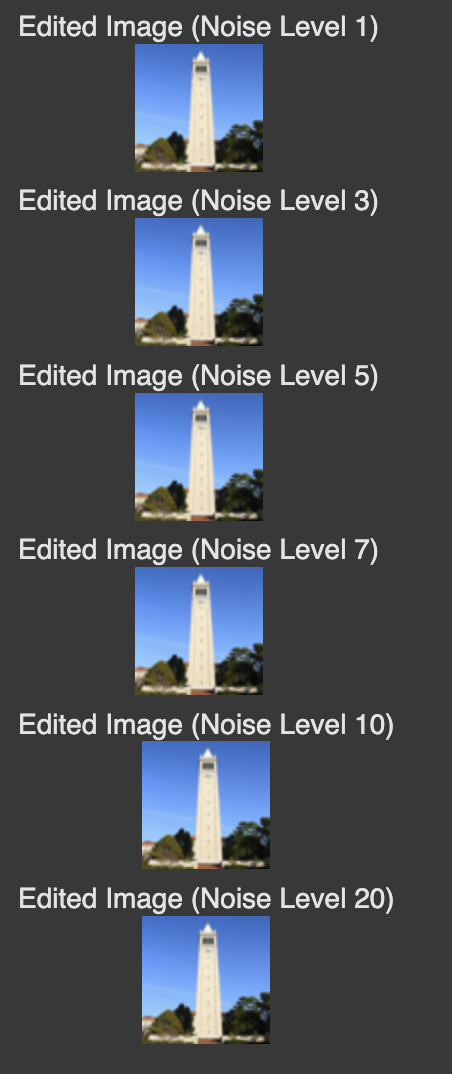 Edited Image (Noise Level 1)
Edited Image (Noise Level 3)
Edited Image (Noise Level 5)
Edited Image (Noise Level 7)
Edited Image (Noise Level 10)
Edited Image (Noise Level 20)